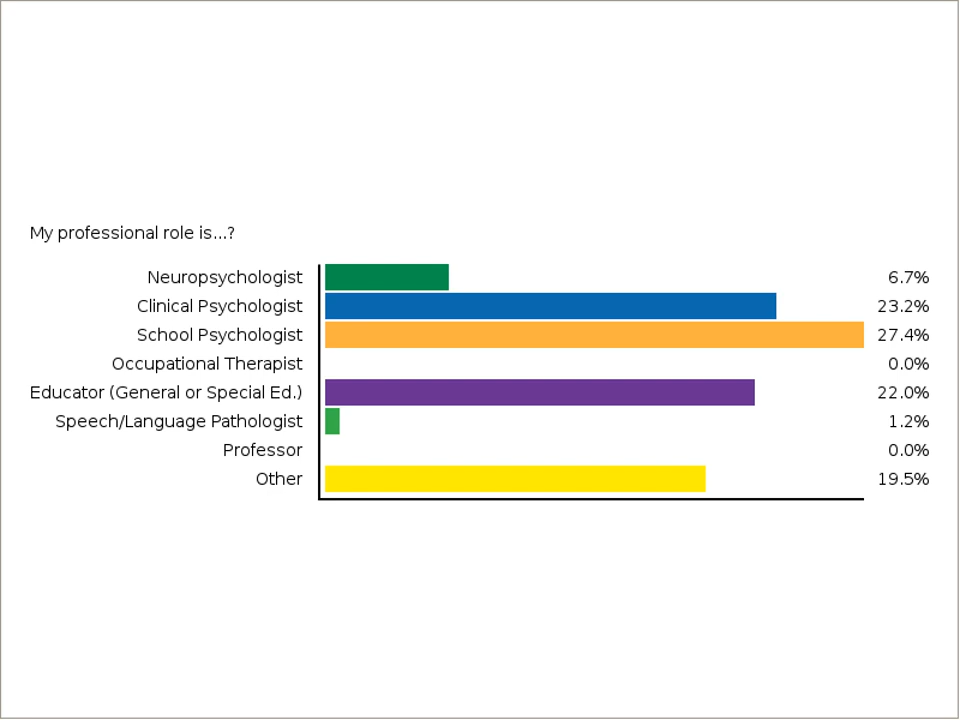 My professional role is...?
Neuropsychologist 6.7%
Clinical Psychologist 23.2%
School Psychologist 27.4%
Occupational Therapist 0.0%
Educator (General or Special Ed.) 22.0%
Speech/Language Pathologist 1.2%
Professor 0.0%
Other 19.5%